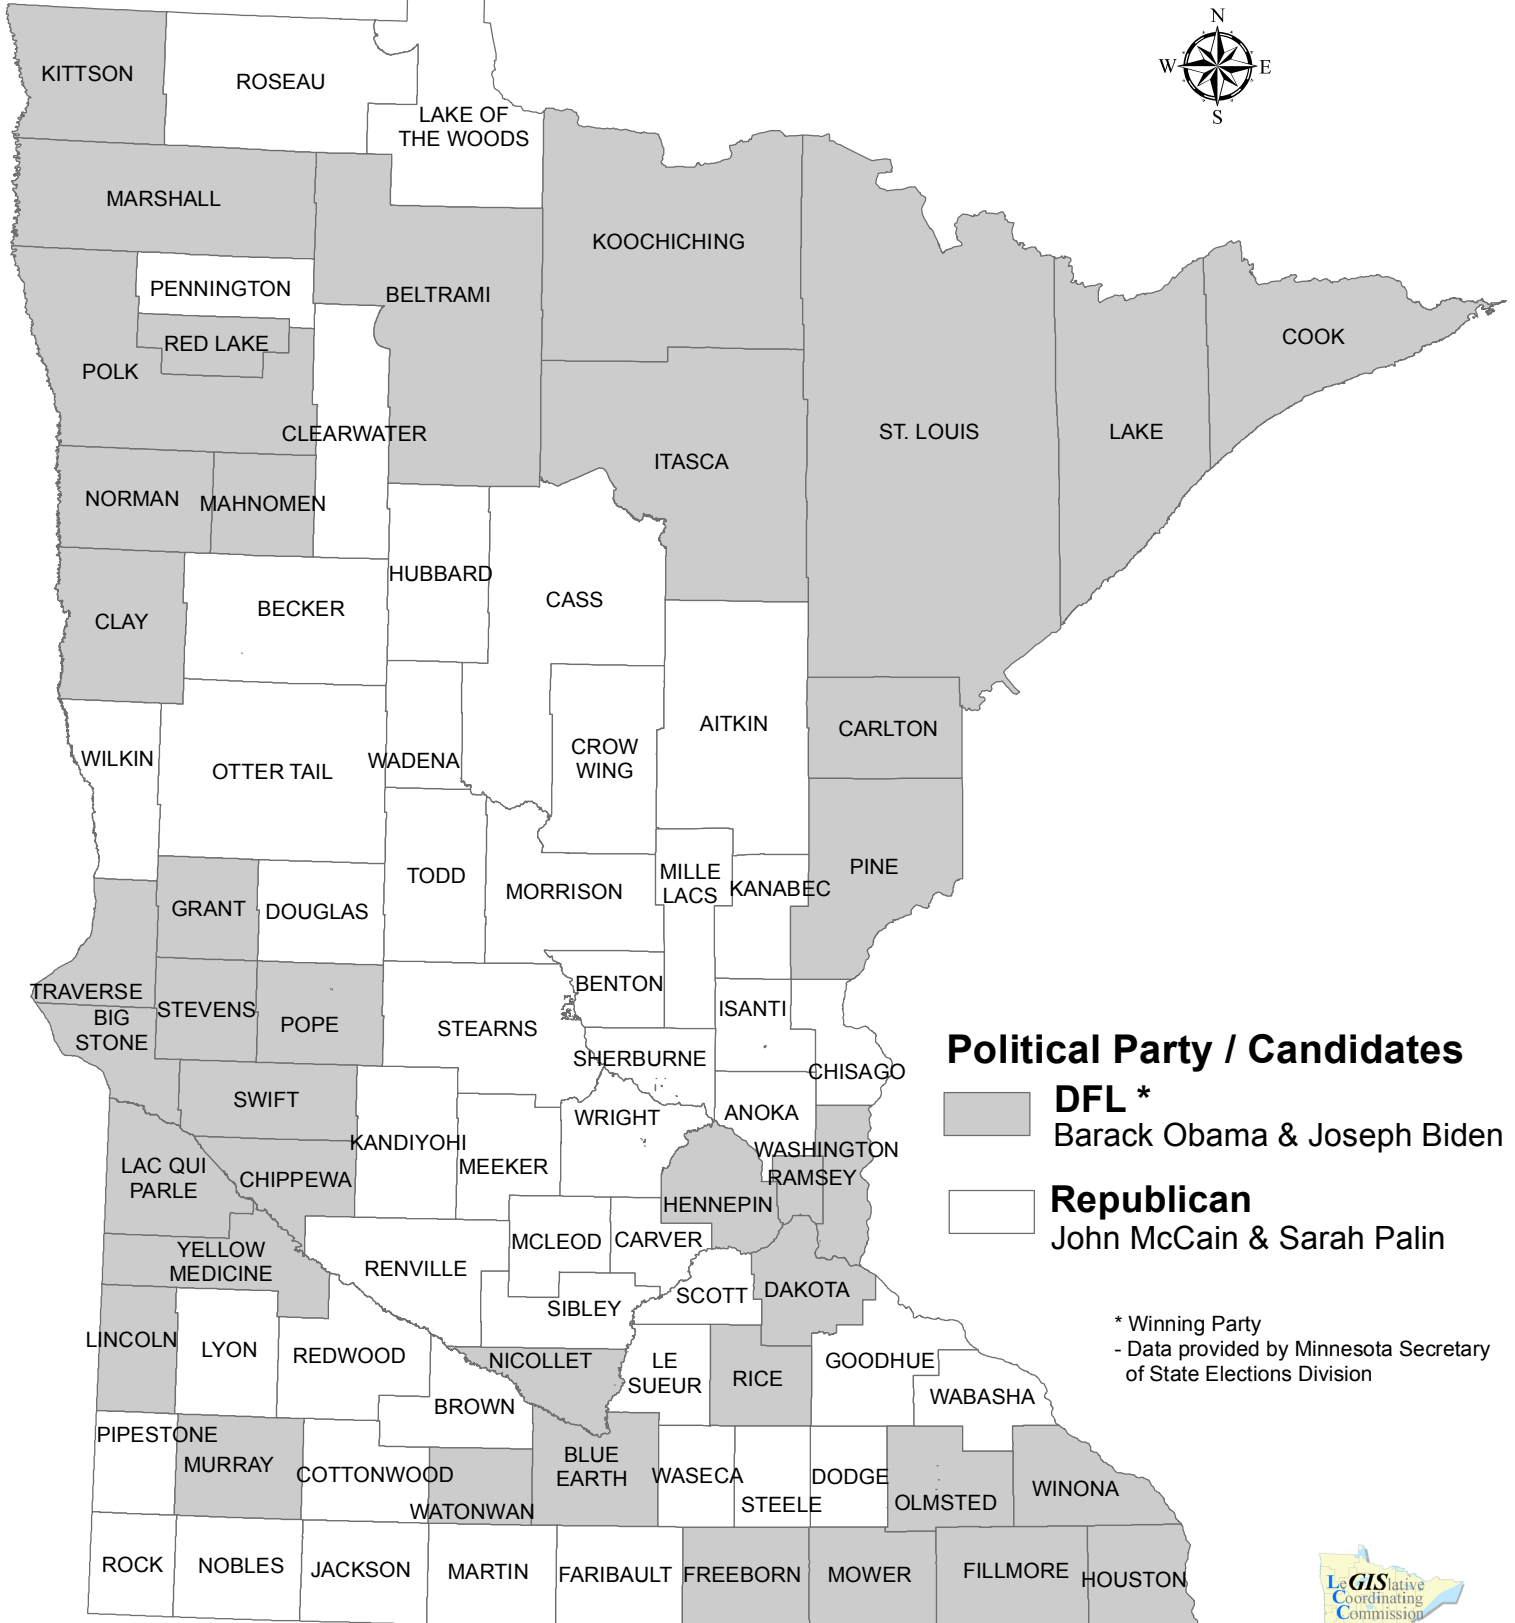 N
W E
S
KITTSON
ROSEAU
LAKE OF
THE WOODS
MARSHALL
KOOCHICHING
PENNINGTON
BELTRAMI
RED LAKE
COOK
POLK
CLEARWATER
ST. LOUIS
LAKE
ITASCA
NORMAN
MAHNOMEN
HUBBARD
CASS
BECKER
CLAY
AITKIN
CARLTON
WILKIN
OTTER TAIL
WADENA
CROW
WING
PINE
TODD
MORRISON
MILLE
LACS
KANABEC
GRANT
DOUGLAS
BENTON
TRAVERSE
STEVENS
ISANTI
BIG
STONE
POPE
STEARNS
SHERBURNE
CHISAGO
SWIFT
WRIGHT
ANOKA
KANDIYOHI
WASHINGTON
MEEKER
LAC QUI
PARLE
CHIPPEWA
RAMSEY
HENNEPIN
MCLEOD
CARVER
YELLOW
MEDICINE
RENVILLE
DAKOTA
SCOTT
SIBLEY
LINCOLN
LYON
REDWOOD
NICOLLET
LE
SUEUR
RICE
GOODHUE
WABASHA
BROWN
PIPESTONE
MURRAY
COTTONWOOD
BLUE
EARTH
WASECA
DODGE
STEELE
WATONWAN
OLMSTED
WINONA
ROCK
NOBLES
JACKSON
MARTIN
FARIBAULT
FREEBORN
MOWER
FILLMORE
HOUSTON
Political Party / Candidates
DFL *
Barack Obama & Joseph Biden
Republican
John McCain & Sarah Palin
* Winning Party
- Data provided by Minnesota Secretary
of State Elections Division
LeGISlative
Coordinating
Commission